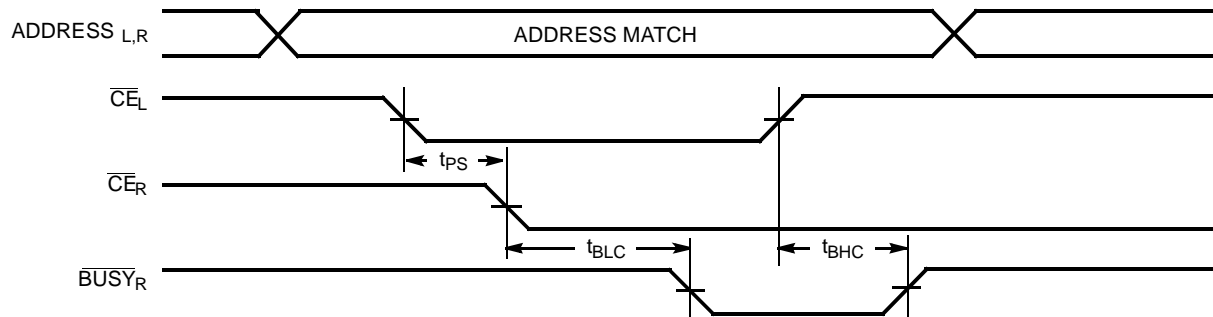 ADDRESS L,R
ADDRESS MATCH
CEL
tPS
CER
tBLC
tBHC
BUSYR